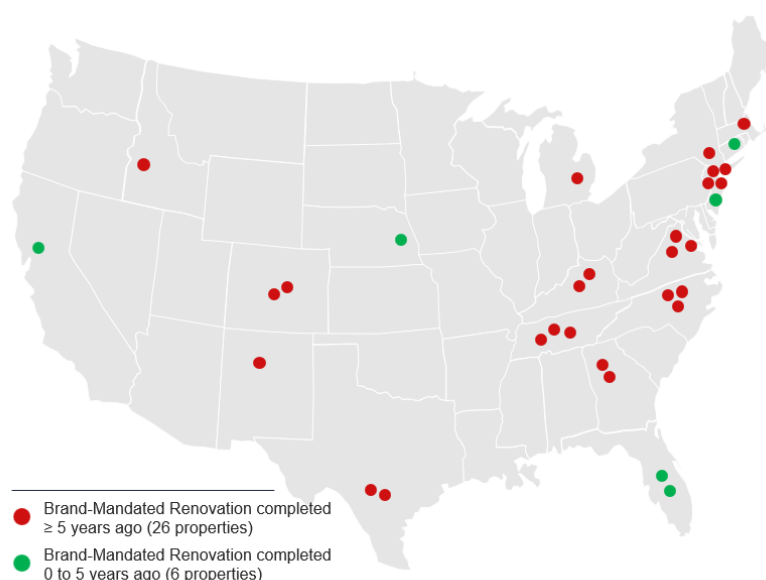 Brand-Mandated Renovation completed
≥ 5 years ago (26 properties)
Brand-Mandated Renovation completed
0 to 5 years ago (6 properties)